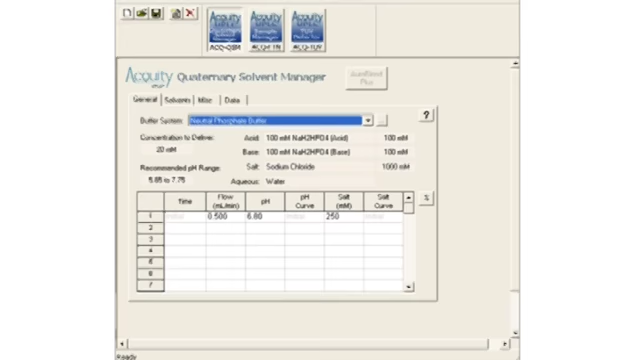 Acquity
Acquity
Acquity
ACQ-QSM
ACQ-FTN
ACQ-TUV
Acquity Quaternary Solvent Manager
AutoBlend
Plus
General Solvents Misc Data
Buffer System: Neutral Phosphate Buffer ... ?
Concentration to Deliver: Acid: 100 mM NaH2HPO4 (Acid) 100 mM
20 mM
Base: 100 mM Na2HPO4 (Base) 100 mM
Recommended pH Range: Salt: Sodium Chloride 1000 mM
5.85 to 7.75
Aqueous: Water
Time Flow (mL/min) pH pH Curve Salt (mM) Salt Curve %
1 Initial 0.500 6.80 Initial 250 Initial
2
3
4
5
6
7
Ready